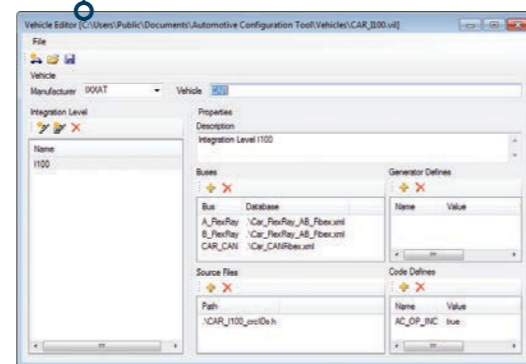 Vehicle Editor [C:\Users\Public\Documents\Automotive Configuration Tool\Vehicles\CAR_I100.vil]
File
Vehicle
Manufacturer IXXAT Vehicle CAR
Integration Level
Properties
Description
Integration Level I100
Name
I100
Buses
Generator Defines
Bus Database
Name Value
A_FlexRay .\Car_FlexRay_AB_Fibex.xml
B_FlexRay .\Car_FlexRay_AB_Fibex.xml
CAR_CAN .\Car_CANFibex.xml
Source Files
Code Defines
Path
Name Value
.\CAR_I100_crcIDs.h
AC_OP_INC true